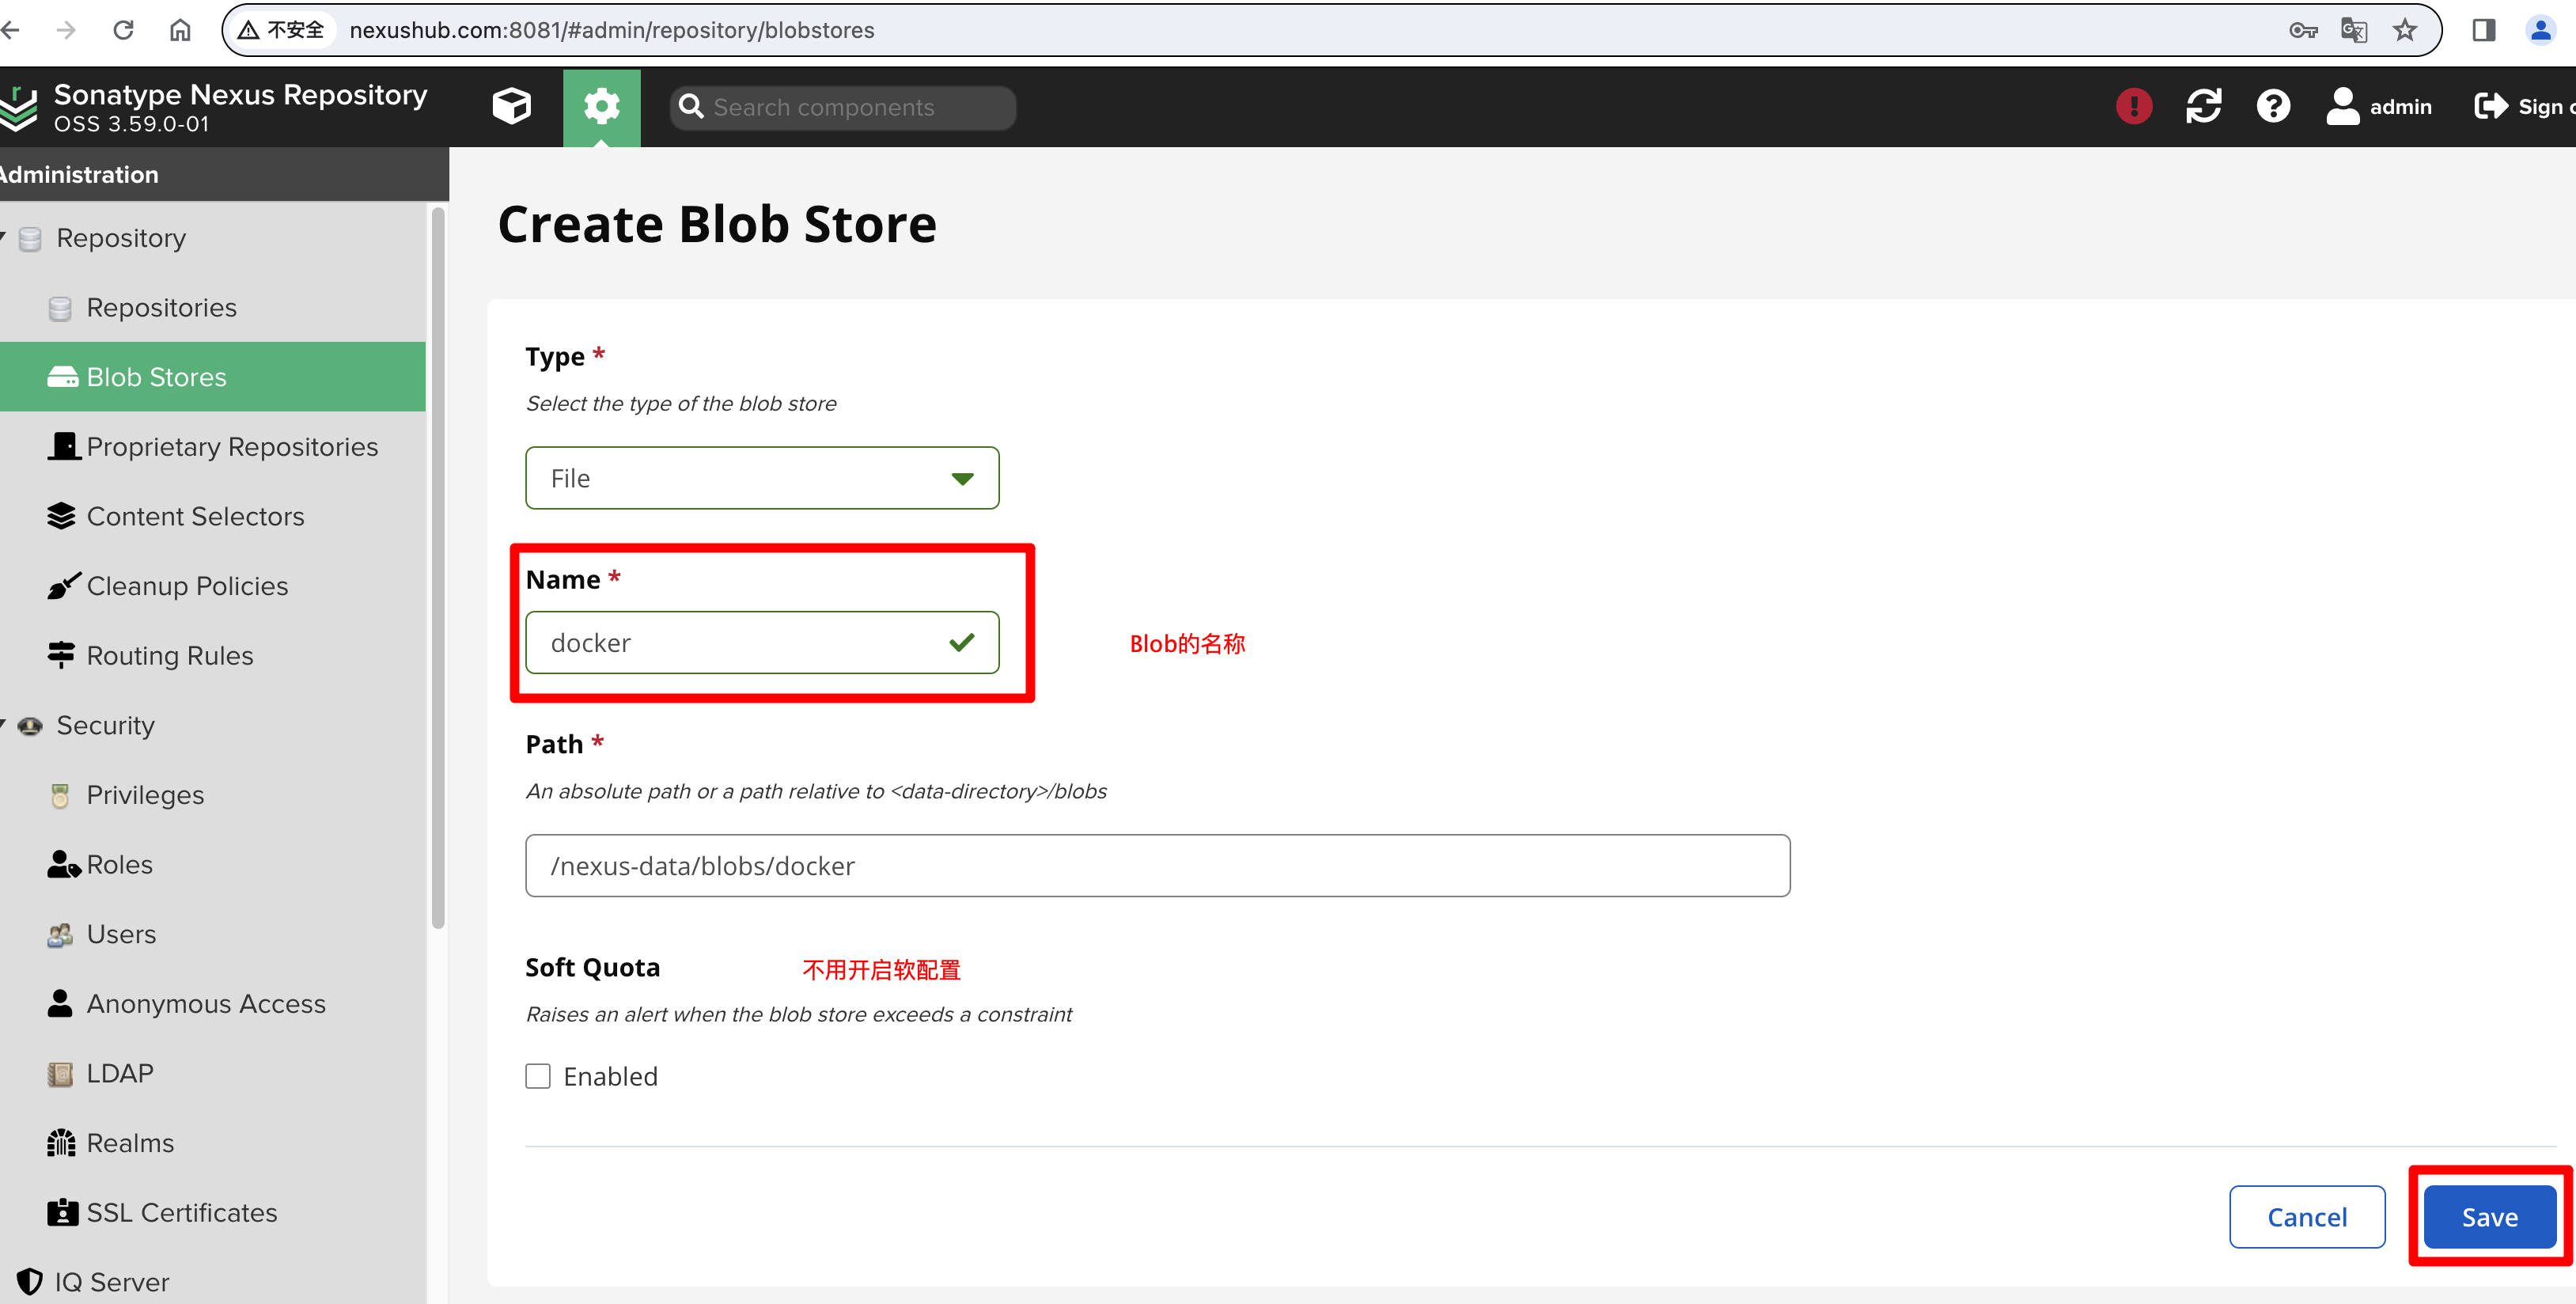 不安全
nexushub.com:8081/#admin/repository/blobstores
Sonatype Nexus Repository
OSS 3.59.0-01
Search components
admin
Sign
Administration
Repository
Repositories
Blob Stores
Proprietary Repositories
Content Selectors
Cleanup Policies
Routing Rules
Security
Privileges
Roles
Users
Anonymous Access
LDAP
Realms
SSL Certificates
IQ Server
Create Blob Store
Type *
Select the type of the blob store
File
Name *
docker
Blob的名称
Path *
An absolute path or a path relative to <data-directory>/blobs
/nexus-data/blobs/docker
Soft Quota
不用开启软配置
Raises an alert when the blob store exceeds a constraint
Enabled
Cancel
Save